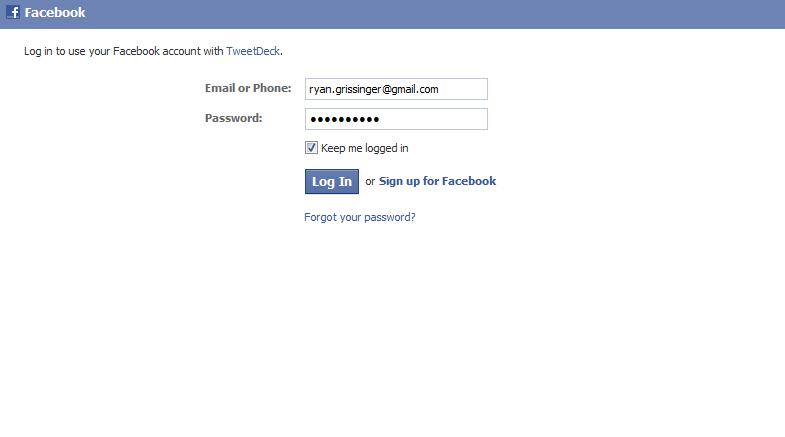 Facebook
Log in to use your Facebook account with TweetDeck.
Email or Phone: ryan.grissinger@gmail.com
Password: ••••••••••
Keep me logged in
Log In or Sign up for Facebook
Forgot your password?